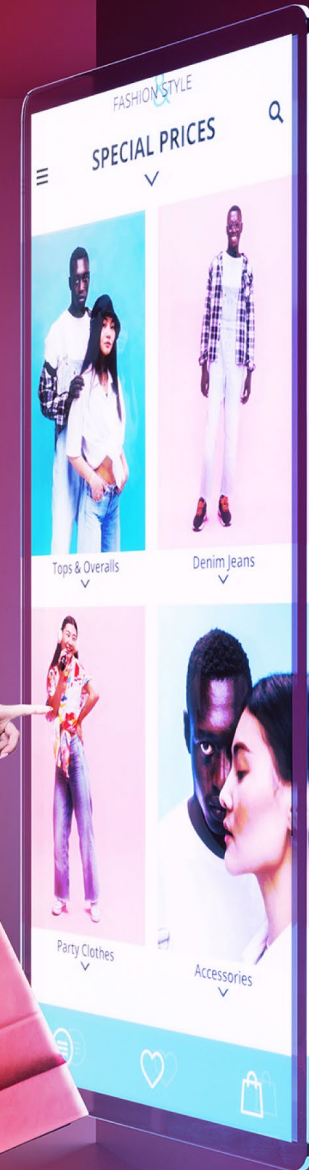 FASHION & STYLE
SPECIAL PRICES
Tops & Overalls
Denim Jeans
Party Clothes
Accessories